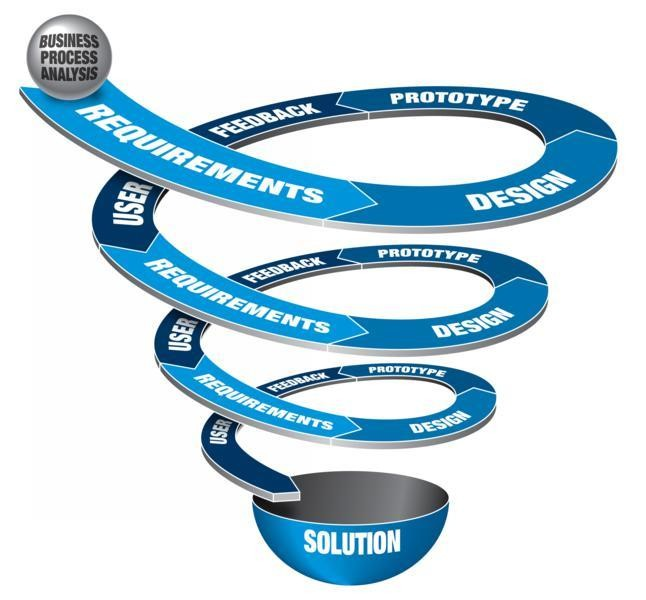 BUSINESS
PROCESS
ANALYSIS
REQUIREMENTS
DESIGN
PROTOTYPE
USER FEEDBACK
REQUIREMENTS
DESIGN
PROTOTYPE
USER FEEDBACK
REQUIREMENTS
DESIGN
PROTOTYPE
USER FEEDBACK
SOLUTION